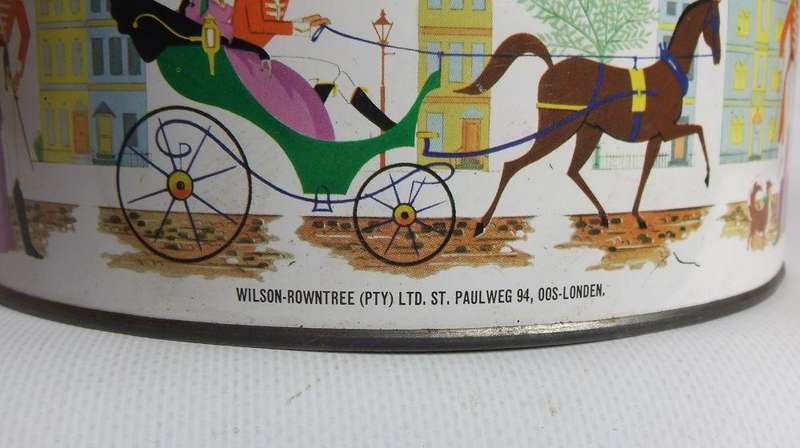 WILSON-ROWNTREE (PTY) LTD. ST. PAULWEG 94, OOS-LONDEN.